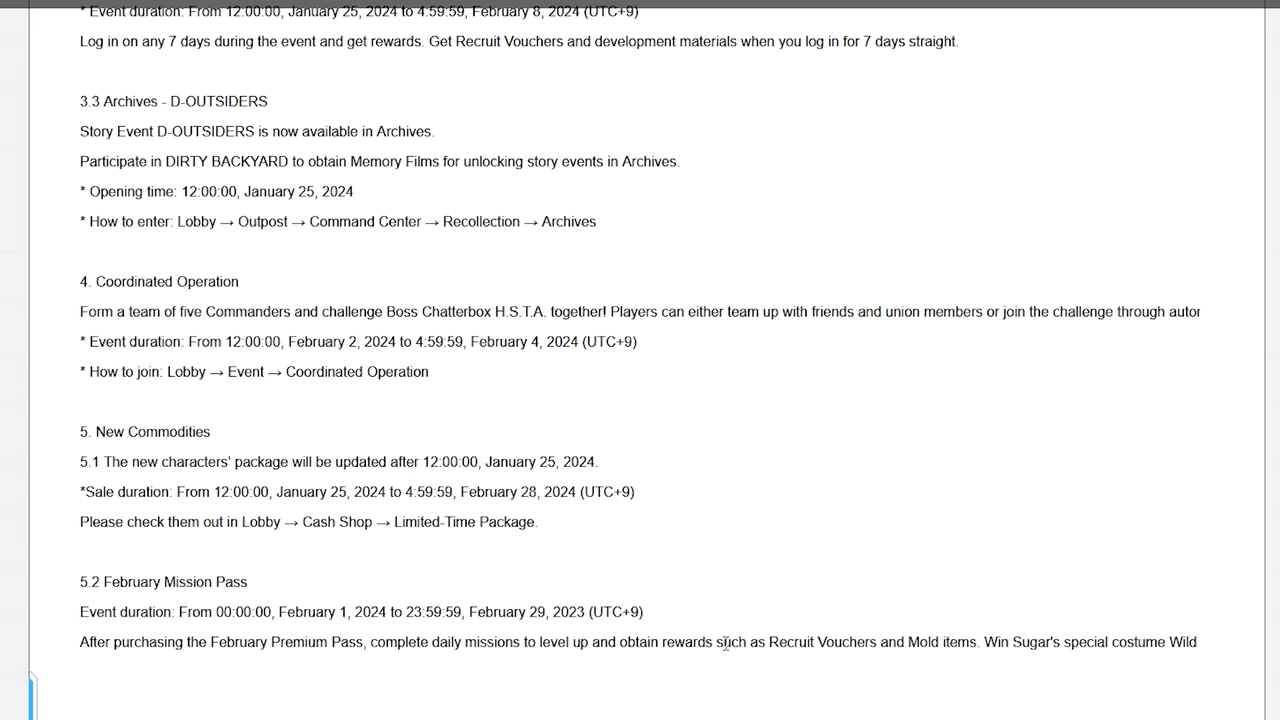 * Event duration: From 12:00:00, January 25, 2024 to 4:59:59, February 8, 2024 (UTC+9)
Log in on any 7 days during the event and get rewards. Get Recruit Vouchers and development materials when you log in for 7 days straight.
3.3 Archives - D-OUTSIDERS
Story Event D-OUTSIDERS is now available in Archives.
Participate in DIRTY BACKYARD to obtain Memory Films for unlocking story events in Archives.
* Opening time: 12:00:00, January 25, 2024
* How to enter: Lobby → Outpost → Command Center → Recollection → Archives
4. Coordinated Operation
Form a team of five Commanders and challenge Boss Chatterbox H.S.T.A. together! Players can either team up with friends and union members or join the challenge through
* Event duration: From 12:00:00, February 2, 2024 to 4:59:59, February 4, 2024 (UTC+9)
* How to join: Lobby → Event → Coordinated Operation
5. New Commodities
5.1 The new characters' package will be updated after 12:00:00, January 25, 2024.
*Sale duration: From 12:00:00, January 25, 2024 to 4:59:59, February 28, 2024 (UTC+9)
Please check them out in Lobby → Cash Shop → Limited-Time Package.
5.2 February Mission Pass
Event duration: From 00:00:00, February 1, 2024 to 23:59:59, February 29, 2023 (UTC+9)
After purchasing the February Premium Pass, complete daily missions to level up and obtain rewards such as Recruit Vouchers and Mold items. Win Sugar's special costume Wild